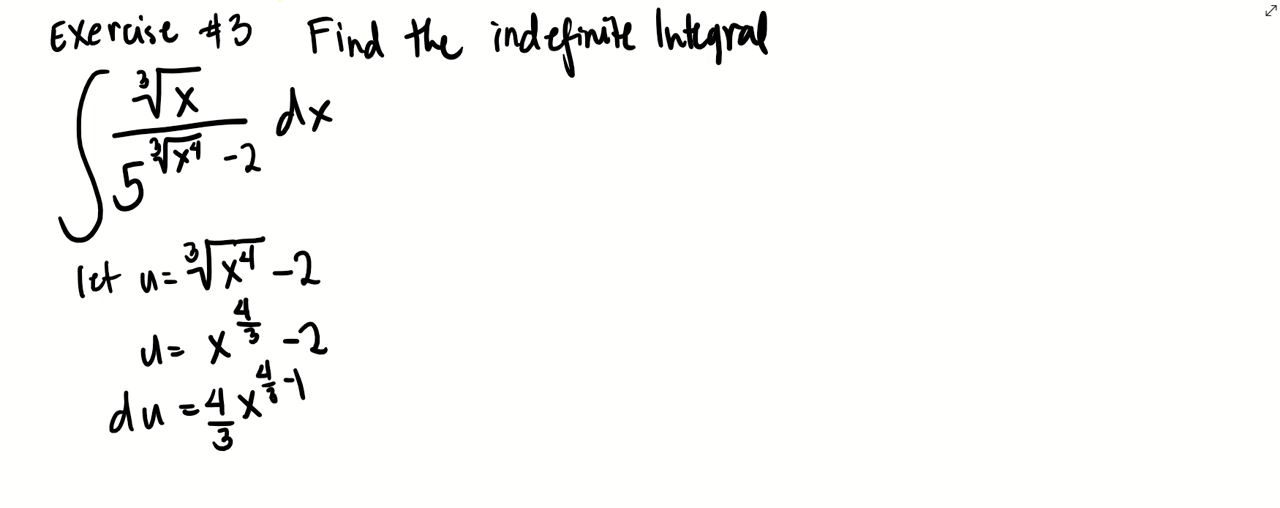 Exercise #3 Find the indefinite Integral
∫ ∛x / 5^(∛x⁴ - 2) dx
let u = ∛x⁴ - 2
u = x^(4/3) - 2
du = 4/3 x^(4/3 - 1)